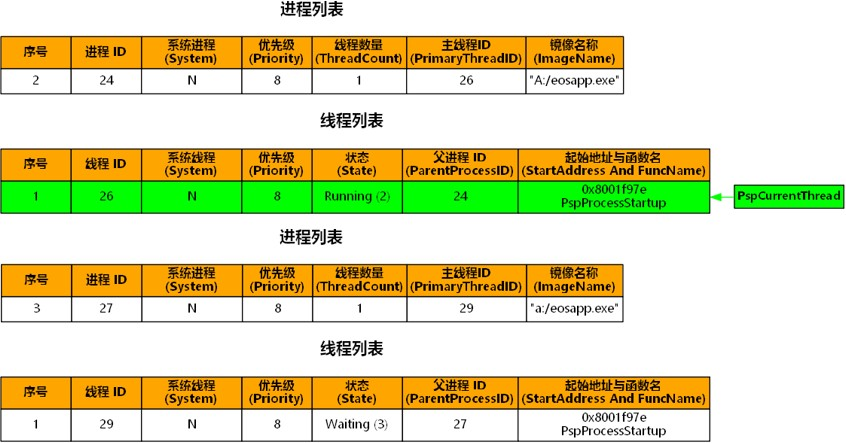 进程列表
序号 进程 ID 系统进程 (System) 优先级 (Priority) 线程数量 (ThreadCount) 主线程ID (PrimaryThreadID) 镜像名称 (ImageName)
2 24 N 8 1 26 "A:/eosapp.exe"
线程列表
序号 线程 ID 系统线程 (System) 优先级 (Priority) 状态 (State) 父进程 ID (ParentProcessID) 起始地址与函数名 (StartAddress And FuncName)
1 26 N 8 Running (2) 24 0x8001f97e PspProcessStartup PspCurrentThread
进程列表
序号 进程 ID 系统进程 (System) 优先级 (Priority) 线程数量 (ThreadCount) 主线程ID (PrimaryThreadID) 镜像名称 (ImageName)
3 27 N 8 1 29 "a:/eosapp.exe"
线程列表
序号 线程 ID 系统线程 (System) 优先级 (Priority) 状态 (State) 父进程 ID (ParentProcessID) 起始地址与函数名 (StartAddress And FuncName)
1 29 N 8 Waiting (3) 27 0x8001f97e PspProcessStartup